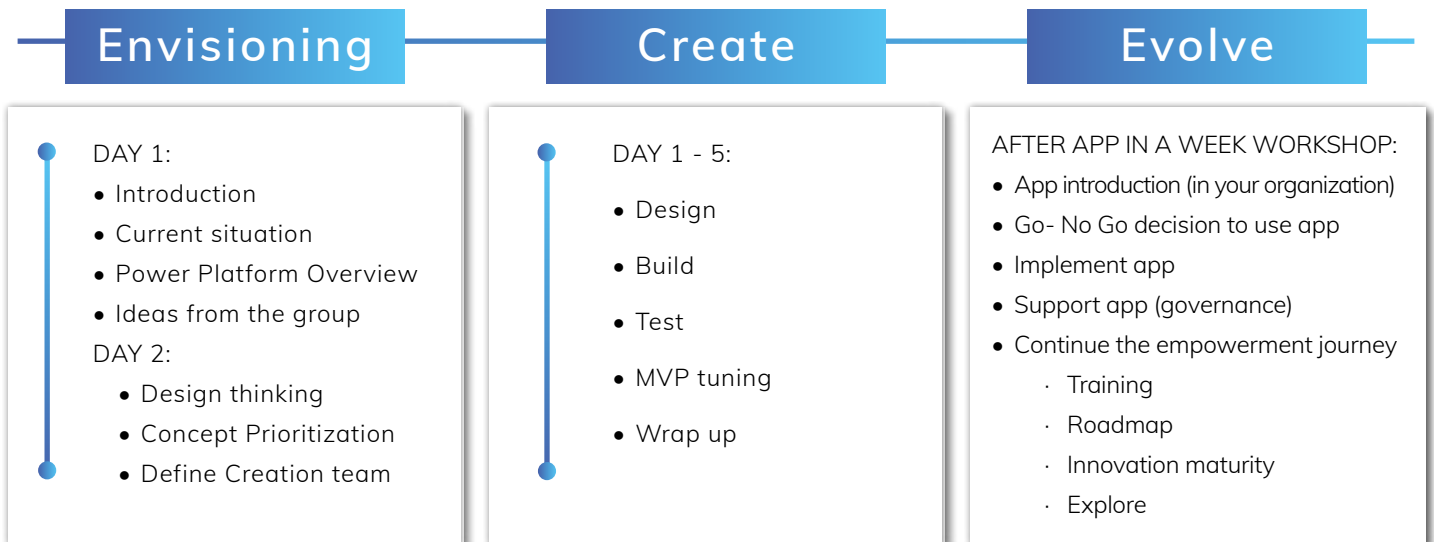 Envisioning
DAY 1:
• Introduction
• Current situation
• Power Platform Overview
• Ideas from the group
DAY 2:
• Design thinking
• Concept Prioritization
• Define Creation team
Create
DAY 1 - 5:
• Design
• Build
• Test
• MVP tuning
• Wrap up
Evolve
AFTER APP IN A WEEK WORKSHOP:
• App introduction (in your organization)
• Go- No Go decision to use app
• Implement app
• Support app (governance)
• Continue the empowerment journey
· Training
· Roadmap
· Innovation maturity
· Explore